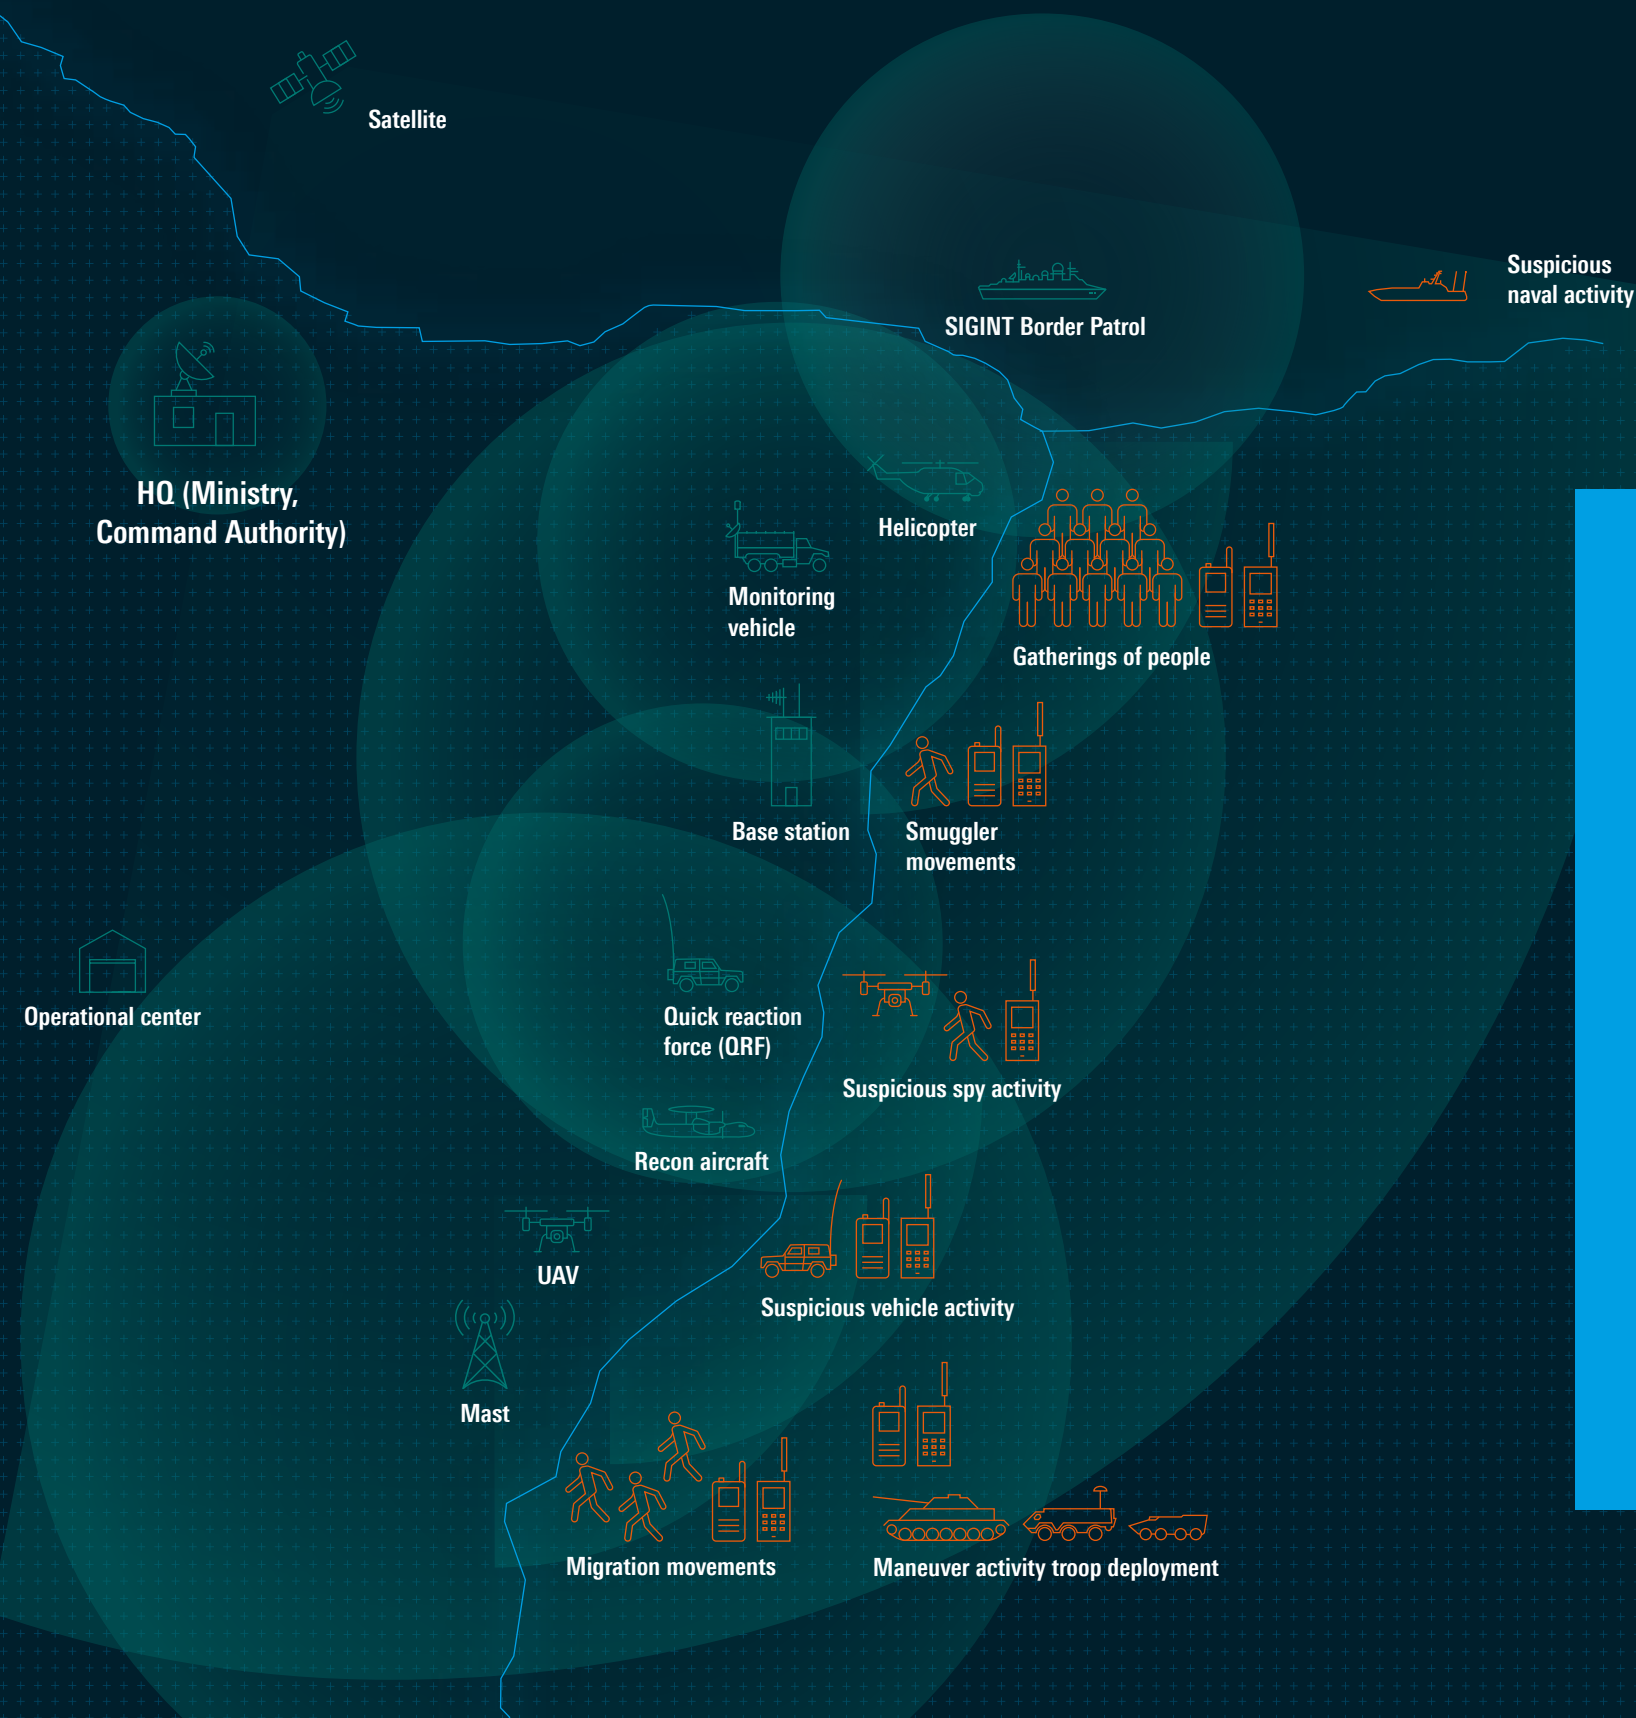 Satellite
Suspicious
naval activity
SIGINT Border Patrol
HQ (Ministry,
Command Authority)
Helicopter
Monitoring
vehicle
Gatherings of people
Base station
Smuggler
movements
Operational center
Quick reaction
force (QRF)
Suspicious spy activity
Recon aircraft
UAV
Suspicious vehicle activity
Mast
Migration movements
Maneuver activity troop deployment